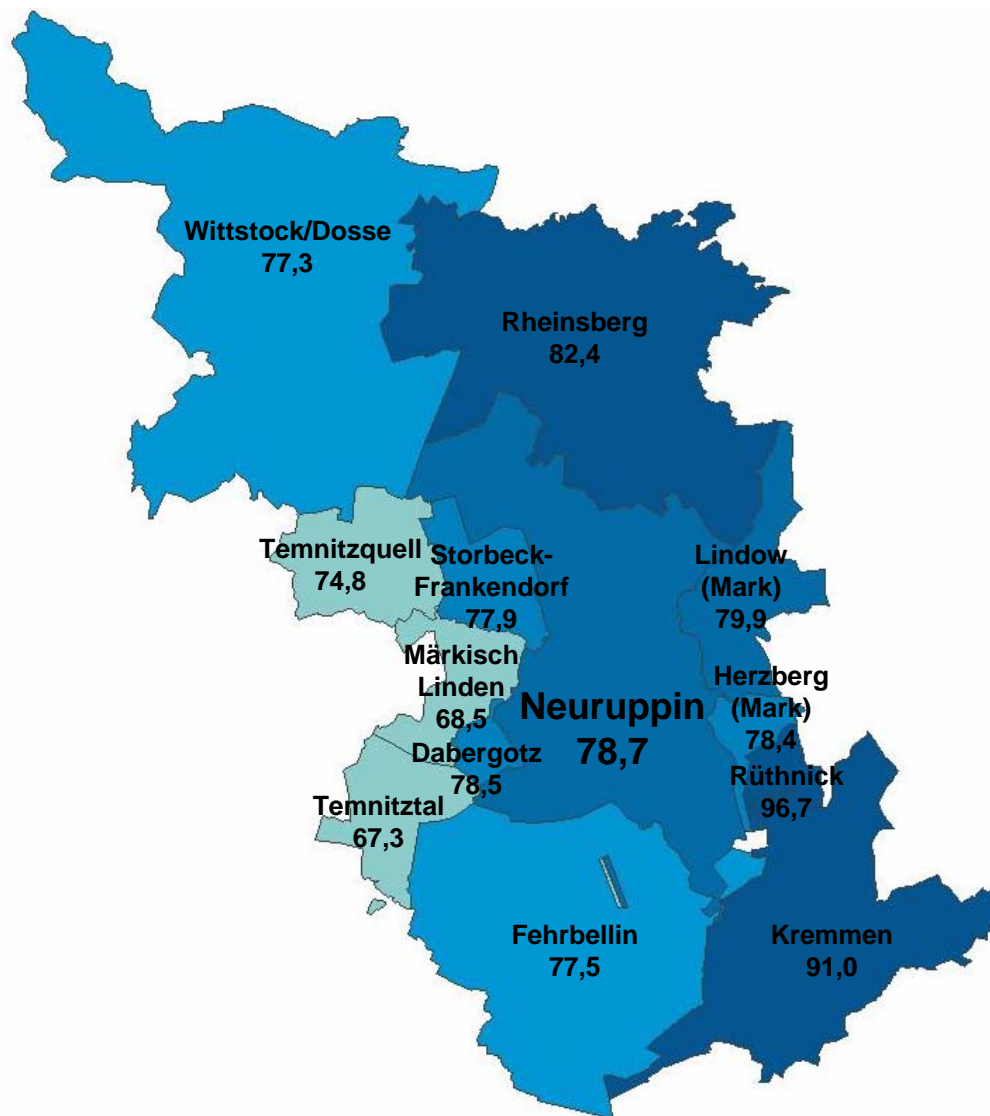 Wittstock/Dosse
77,3
Rheinsberg
82,4
Temnitzquell
74,8
Storbeck-
Frankendorf
77,9
Lindow
(Mark)
79,9
Märkisch
Linden
68,5
Neuruppin
78,7
Herzberg
(Mark)
78,4
Dabergotz
78,5
Rüthnick
96,7
Temnitztal
67,3
Fehrbellin
77,5
Kremmen
91,0